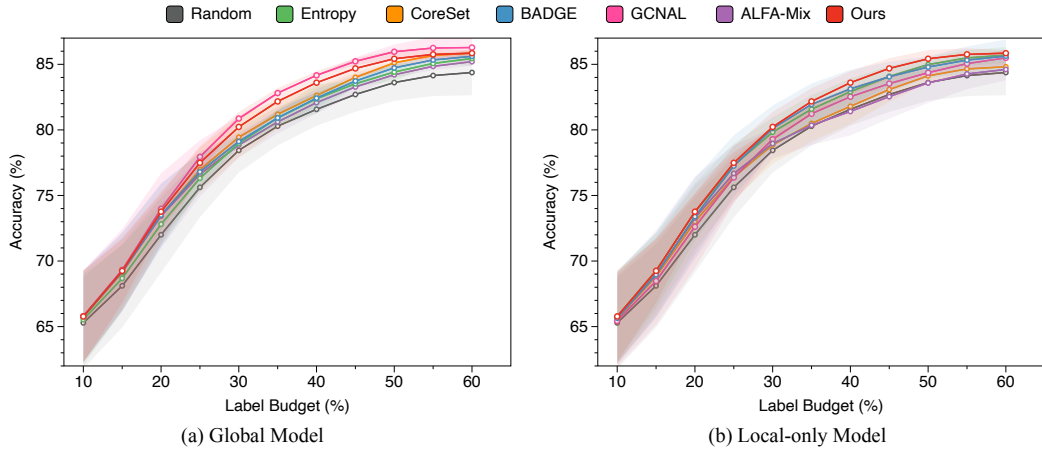 Random Entropy CoreSet BADGE GCNAL ALFA-Mix Ours
Accuracy (%)
85
80
75
70
65
10 20 30 40 50 60
Label Budget (%)
(a) Global Model
Accuracy (%)
85
80
75
70
65
10 20 30 40 50 60
Label Budget (%)
(b) Local-only Model